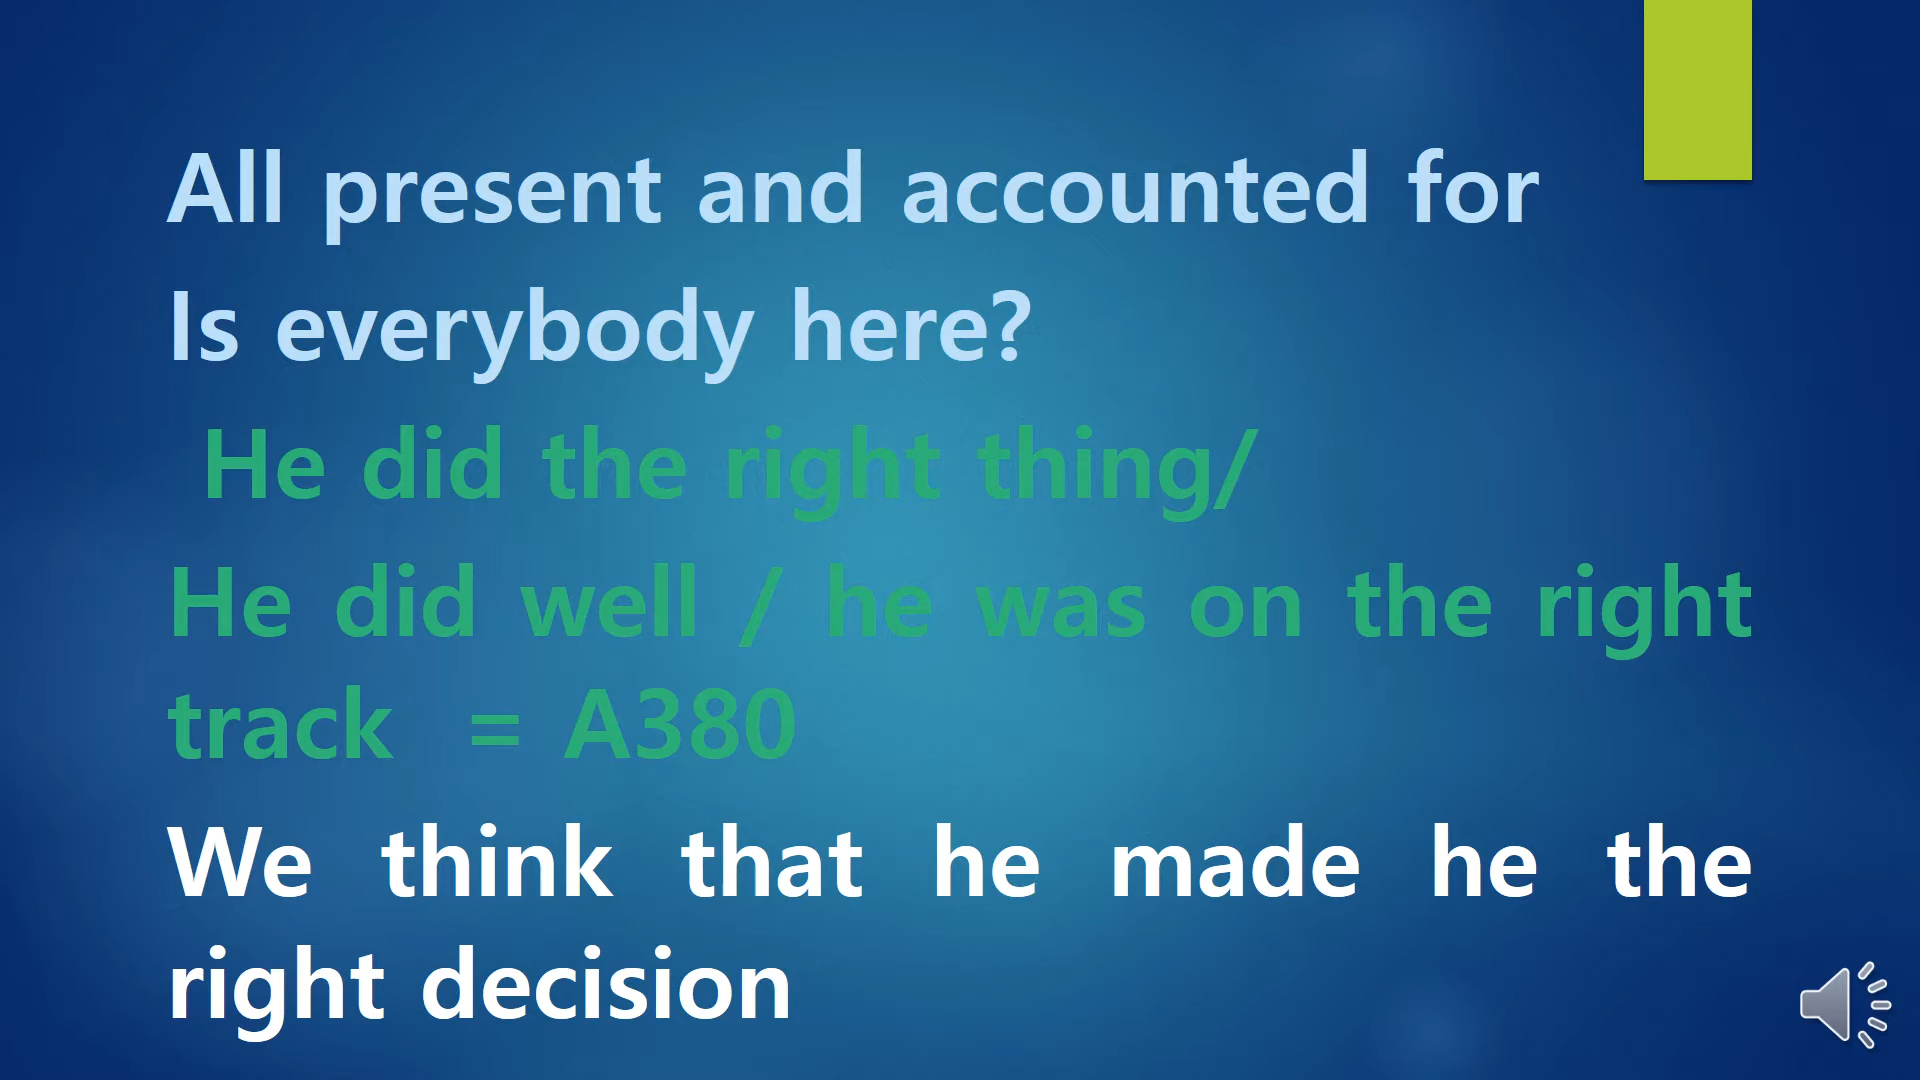 All present and accounted for
Is everybody here?
He did the right thing/
He did well / he was on the right
track = A380
We think that he made he the
right decision